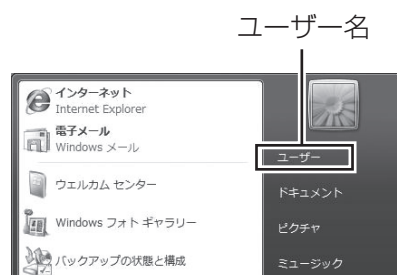 ユーザー名
インターネット
Internet Explorer
電子メール
Windows メール
ウェルカム センター
Windows フォト ギャラリー
バックアップの状態と構成
ユーザー
ドキュメント
ピクチャ
ミュージック